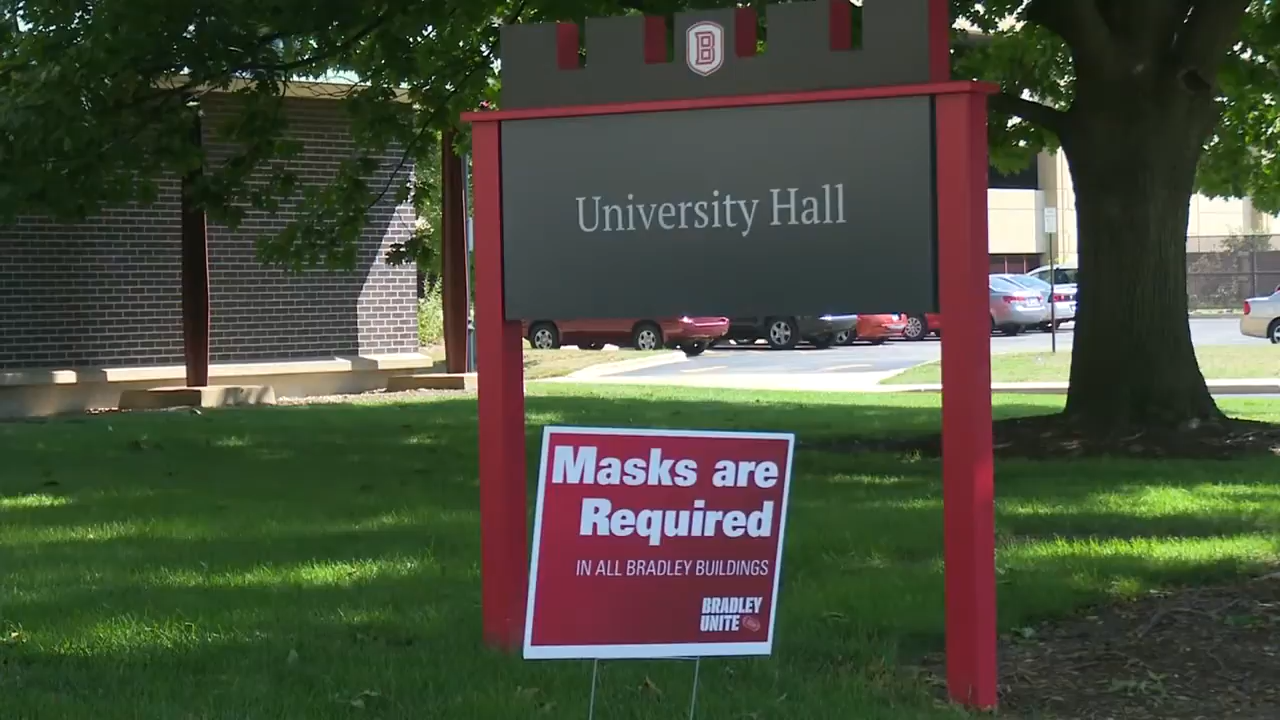 B
University Hall
Masks are
Required
IN ALL BRADLEY BUILDINGS
BRADLEY
UNITE